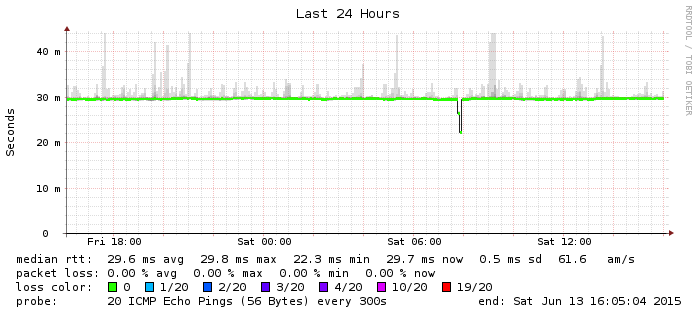 Last 24 Hours
RRDTOOL / TOBI OETIKER
Seconds
40 m
30 m
20 m
10 m
0
Fri 18:00 Sat 00:00 Sat 06:00 Sat 12:00
median rtt: 29.6 ms avg 29.8 ms max 22.3 ms min 29.7 ms now 0.5 ms sd 61.6 am/s
packet loss: 0.00 % avg 0.00 % max 0.00 % min 0.00 % now
loss color: 0 1/20 2/20 3/20 4/20 10/20 19/20
probe: 20 ICMP Echo Pings (56 Bytes) every 300s end: Sat Jun 13 16:05:04 2015